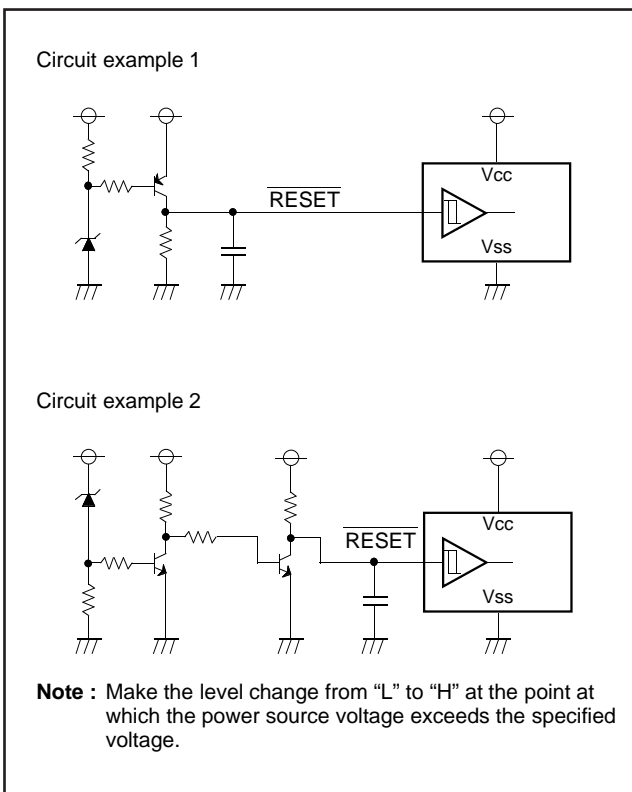 Circuit example 1
RESET
Vcc
Vss
Circuit example 2
RESET
Vcc
Vss
Note : Make the level change from “L” to “H” at the point at
which the power source voltage exceeds the specified
voltage.